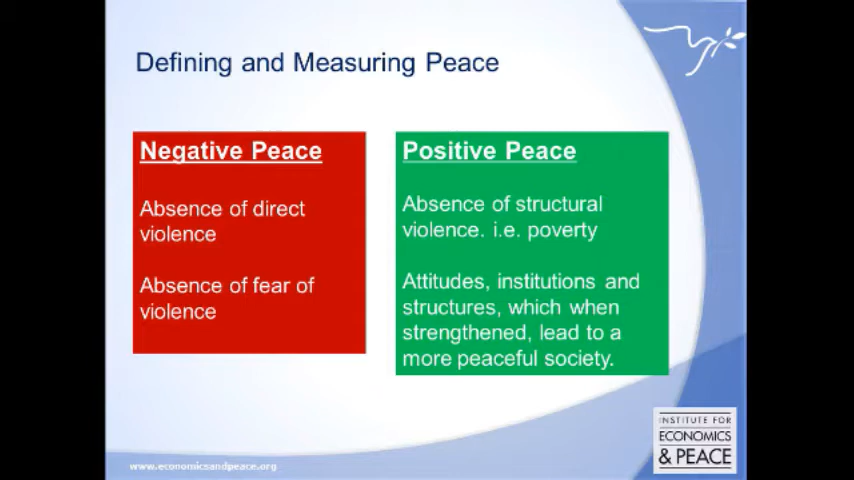 Defining and Measuring Peace
Negative Peace
Absence of direct
violence
Absence of fear of
violence
Positive Peace
Absence of structural
violence. i.e. poverty
Attitudes, institutions and
structures, which when
strengthened, lead to a
more peaceful society.
INSTITUTE FOR
ECONOMICS
& PEACE
www.economicsandpeace.org